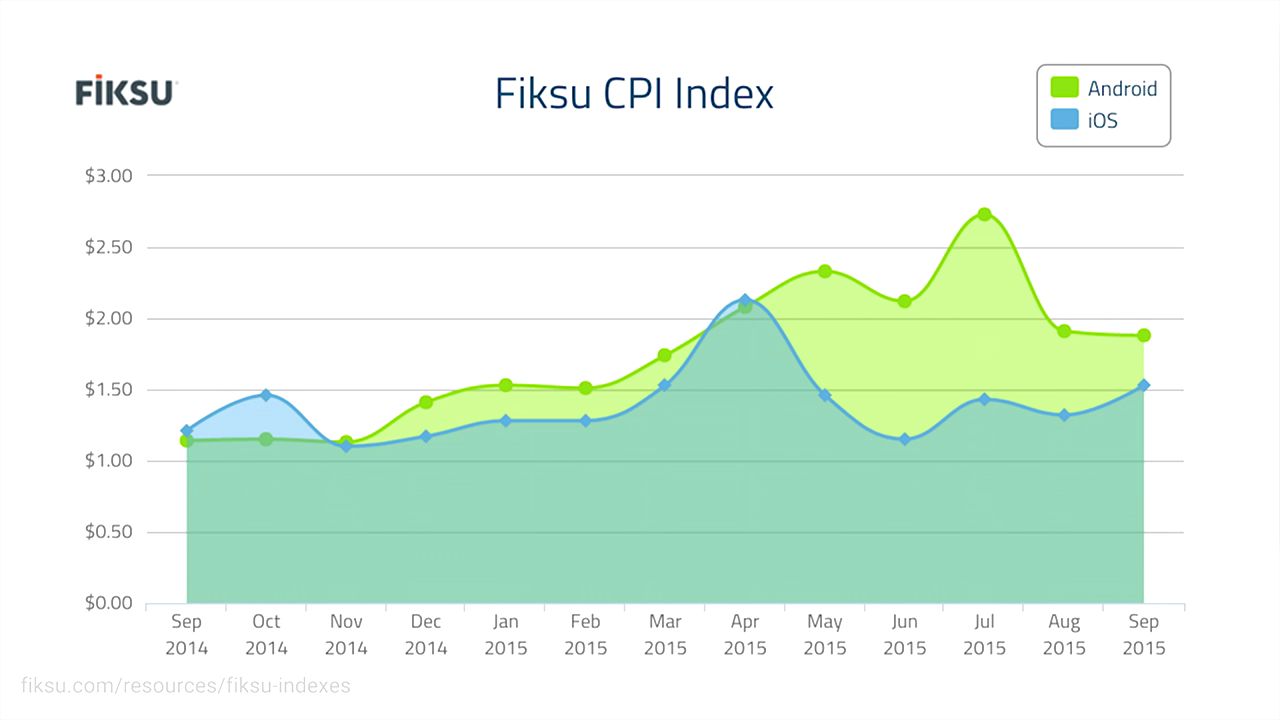 FIKSU
Fiksu CPI Index
Android
iOS
$3.00
$2.50
$2.00
$1.50
$1.00
$0.50
$0.00
Sep Oct Nov Dec Jan Feb Mar Apr May Jun Jul Aug Sep
2014 2014 2014 2014 2015 2015 2015 2015 2015 2015 2015 2015 2015
fiksu.com/resources/fiksu-indexes